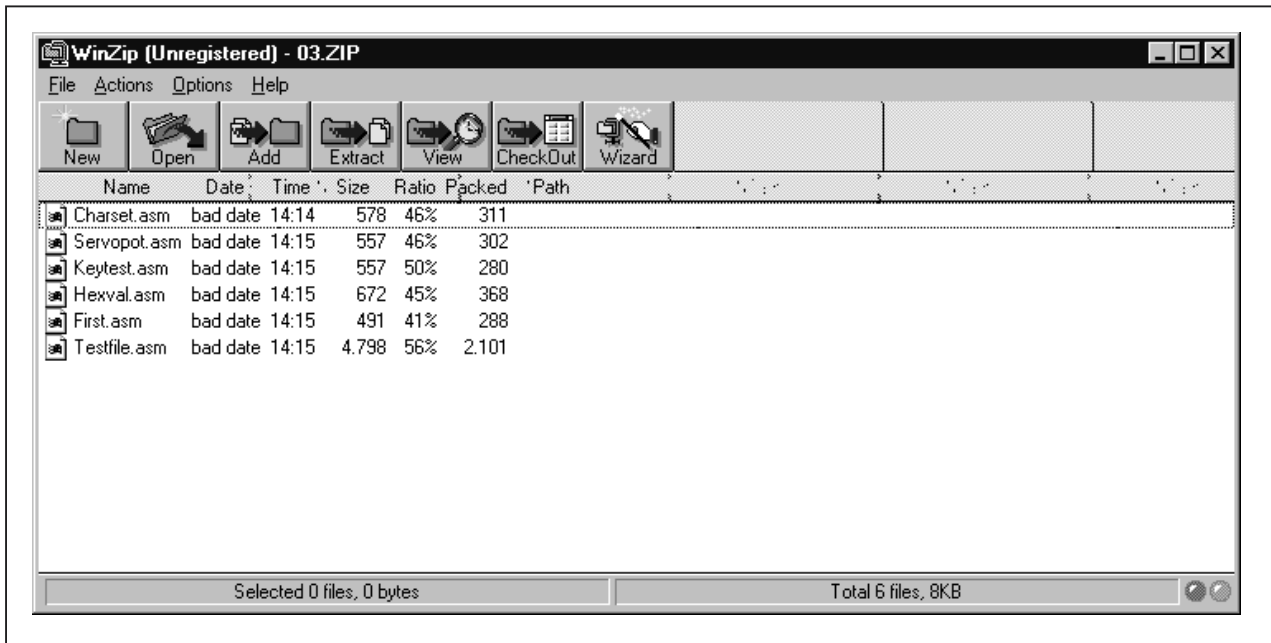 WinZip (Unregistered) - 03.ZIP
File Actions Options Help
New Open Add Extract View CheckOut Wizard
Name Date Time Size Ratio Packed Path
Charset.asm bad date 14:14 578 46% 311
Servopot.asm bad date 14:15 557 46% 302
Keytest.asm bad date 14:15 557 50% 280
Hexval.asm bad date 14:15 672 45% 368
First.asm bad date 14:15 491 41% 288
Testfile.asm bad date 14:15 4.798 56% 2.101
Selected 0 files, 0 bytes Total 6 files, 8KB